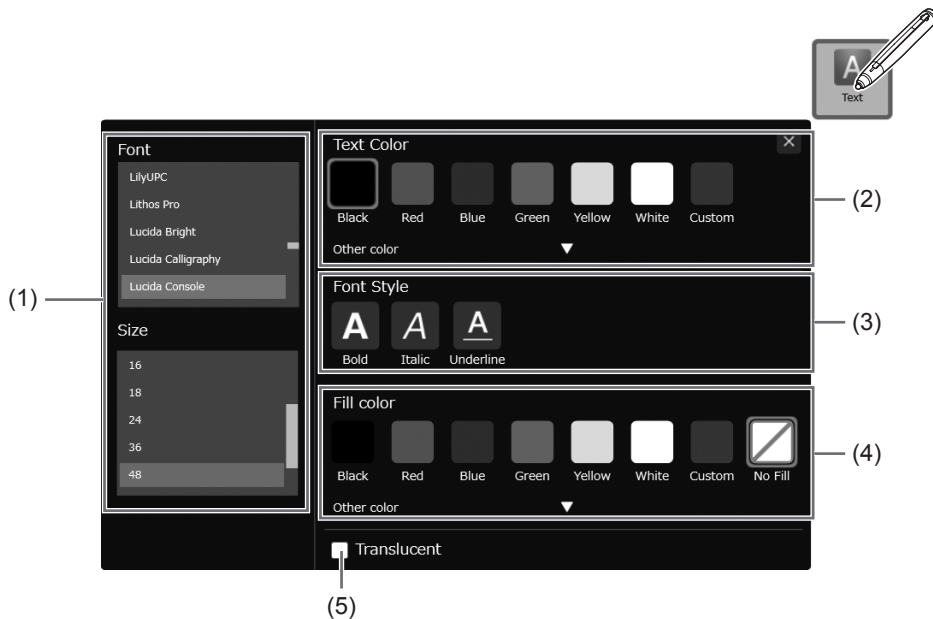 A
Text
Font
LilyUPC
Lithos Pro
Lucida Bright
Lucida Calligraphy
Lucida Console
Size
16
18
24
36
48
(1)
Text Color
Black Red Blue Green Yellow White Custom
Other color
(2)
Font Style
A A A
Bold Italic Underline
(3)
Fill color
Black Red Blue Green Yellow White Custom No Fill
Other color
(4)
Translucent
(5)